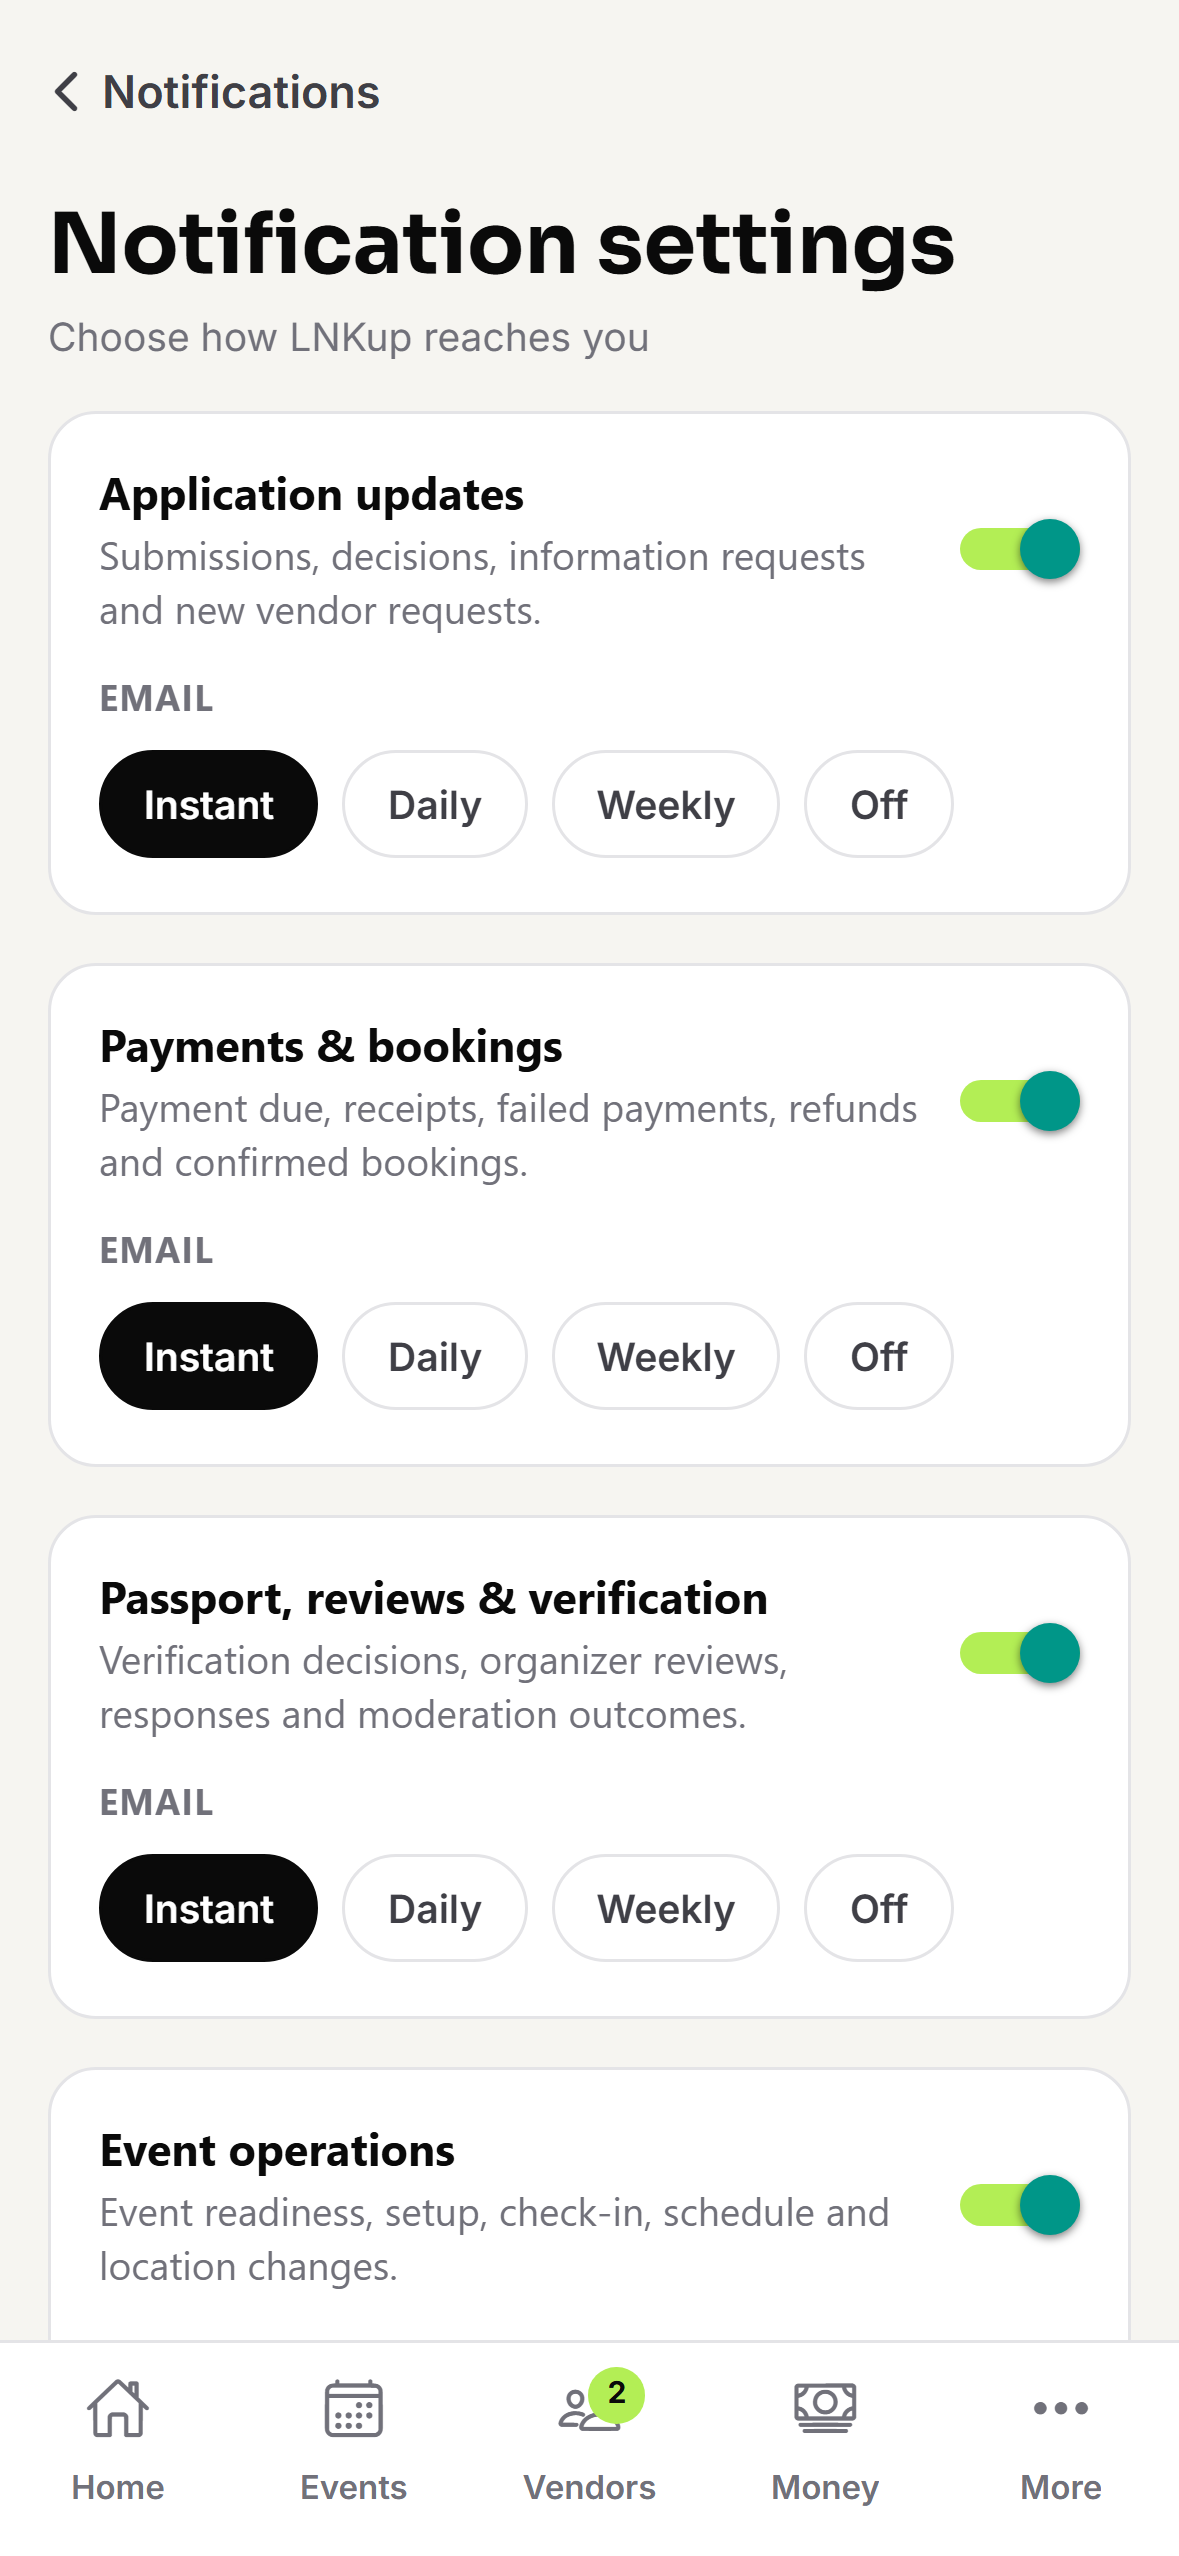 Notifications
Notification settings
Choose how LNKup reaches you
Application updates
Submissions, decisions, information requests
and new vendor requests.
EMAIL
Instant Daily Weekly Off
Payments & bookings
Payment due, receipts, failed payments, refunds
and confirmed bookings.
EMAIL
Instant Daily Weekly Off
Passport, reviews & verification
Verification decisions, organizer reviews,
responses and moderation outcomes.
EMAIL
Instant Daily Weekly Off
Event operations
Event readiness, setup, check-in, schedule and
location changes.
2
Home Events Vendors Money More